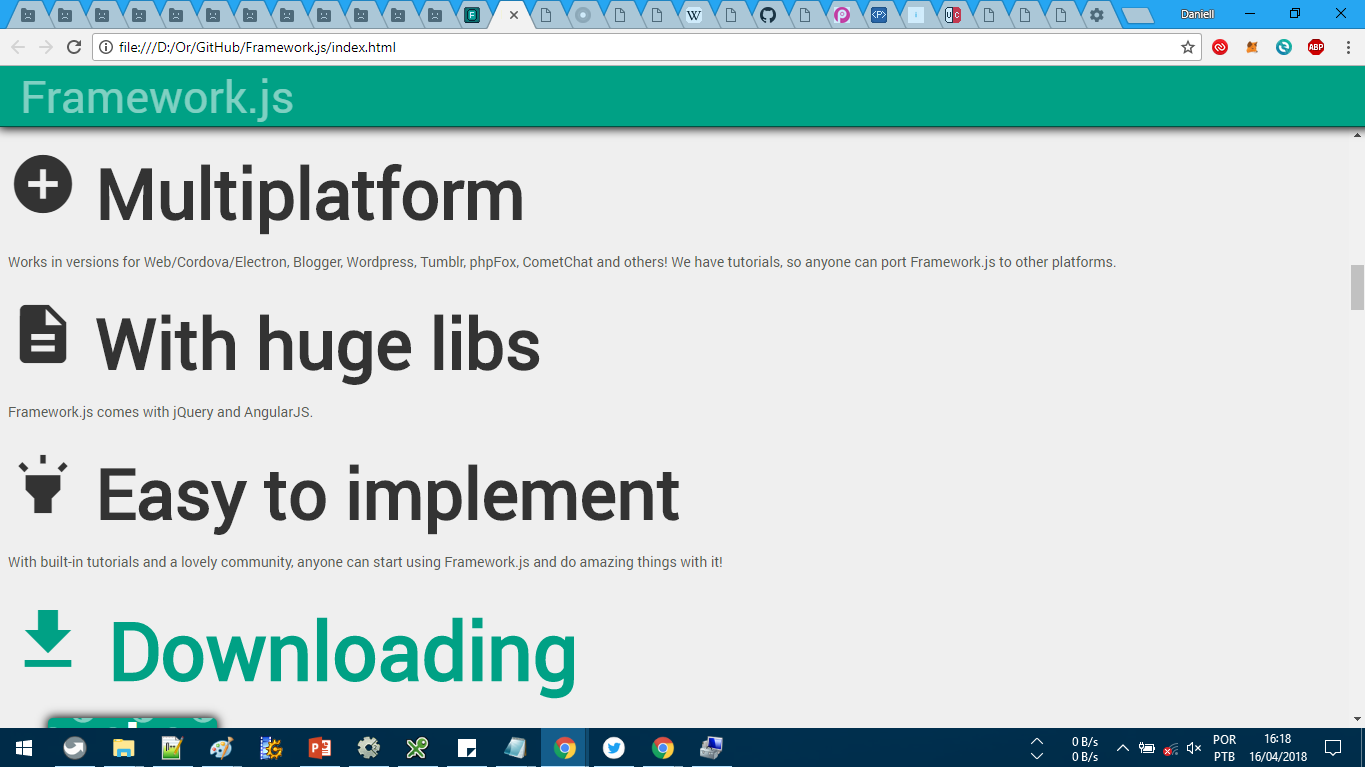 Daniell
file:///D:/Or/GitHub/Framework.js/index.html
ABP
Framework.js
Multiplatform
Works in versions for Web/Cordova/Electron, Blogger, Wordpress, Tumblr, phpFox, CometChat and others! We have tutorials, so anyone can port Framework.js to other platforms.
With huge libs
Framework.js comes with jQuery and AngularJS.
Easy to implement
With built-in tutorials and a lovely community, anyone can start using Framework.js and do amazing things with it!
Downloading
0 B/s
0 B/s
POR
PTB
16:18
16/04/2018